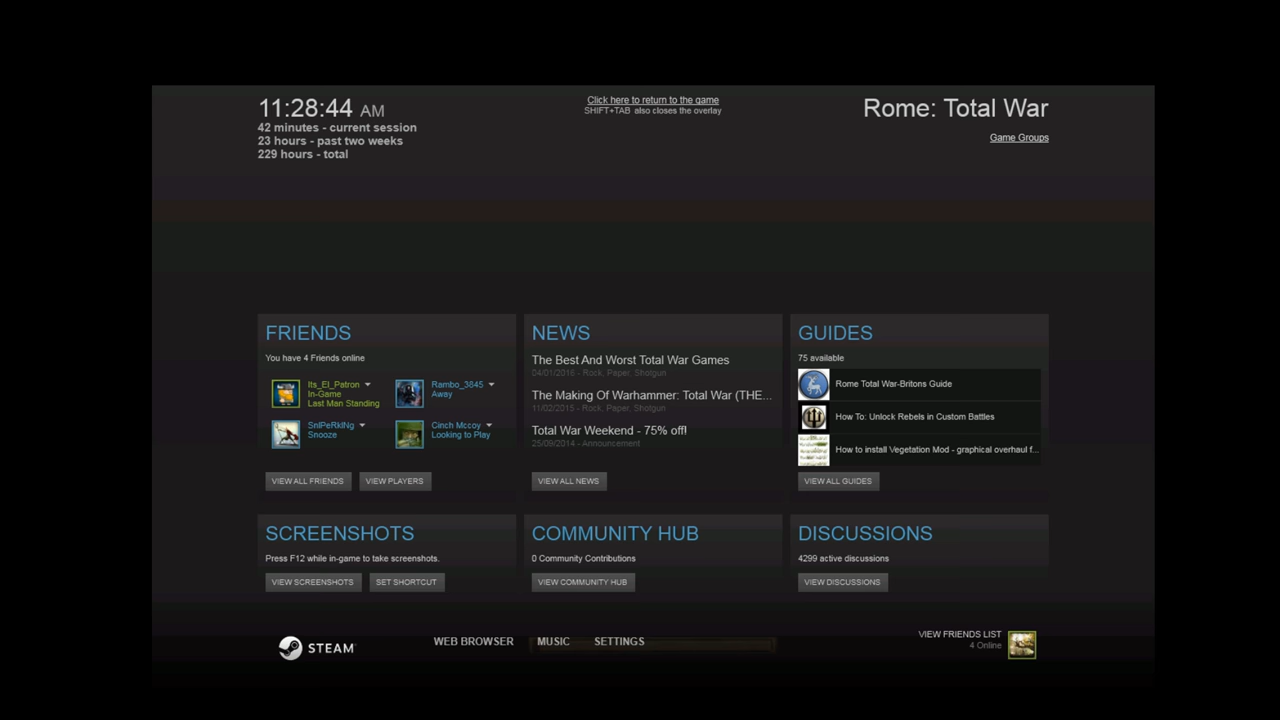 11:28:44 AM
42 minutes - current session
23 hours - past two weeks
229 hours - total
Click here to return to the game
SHIFT+TAB also closes the overlay
Rome: Total War
Game Groups
FRIENDS
You have 4 Friends online
Its_El_Patron
In-Game
Last Man Standing
Rambo_3845
Away
SnIPeRkINg
Snooze
Cinch Mccoy
Looking to Play
VIEW ALL FRIENDS
VIEW PLAYERS
NEWS
The Best And Worst Total War Games
04/01/2016 - Rock, Paper, Shotgun
The Making Of Warhammer: Total War (THE...
11/02/2015 - Rock, Paper, Shotgun
Total War Weekend - 75% off!
25/09/2014 - Announcement
VIEW ALL NEWS
GUIDES
75 available
Rome Total War-Britons Guide
How To: Unlock Rebels in Custom Battles
How to install Vegetation Mod - graphical overhaul f...
VIEW ALL GUIDES
SCREENSHOTS
Press F12 while in-game to take screenshots.
VIEW SCREENSHOTS
SET SHORTCUT
COMMUNITY HUB
0 Community Contributions
VIEW COMMUNITY HUB
DISCUSSIONS
4299 active discussions
VIEW DISCUSSIONS
STEAM
WEB BROWSER
MUSIC
SETTINGS
VIEW FRIENDS LIST
4 Online